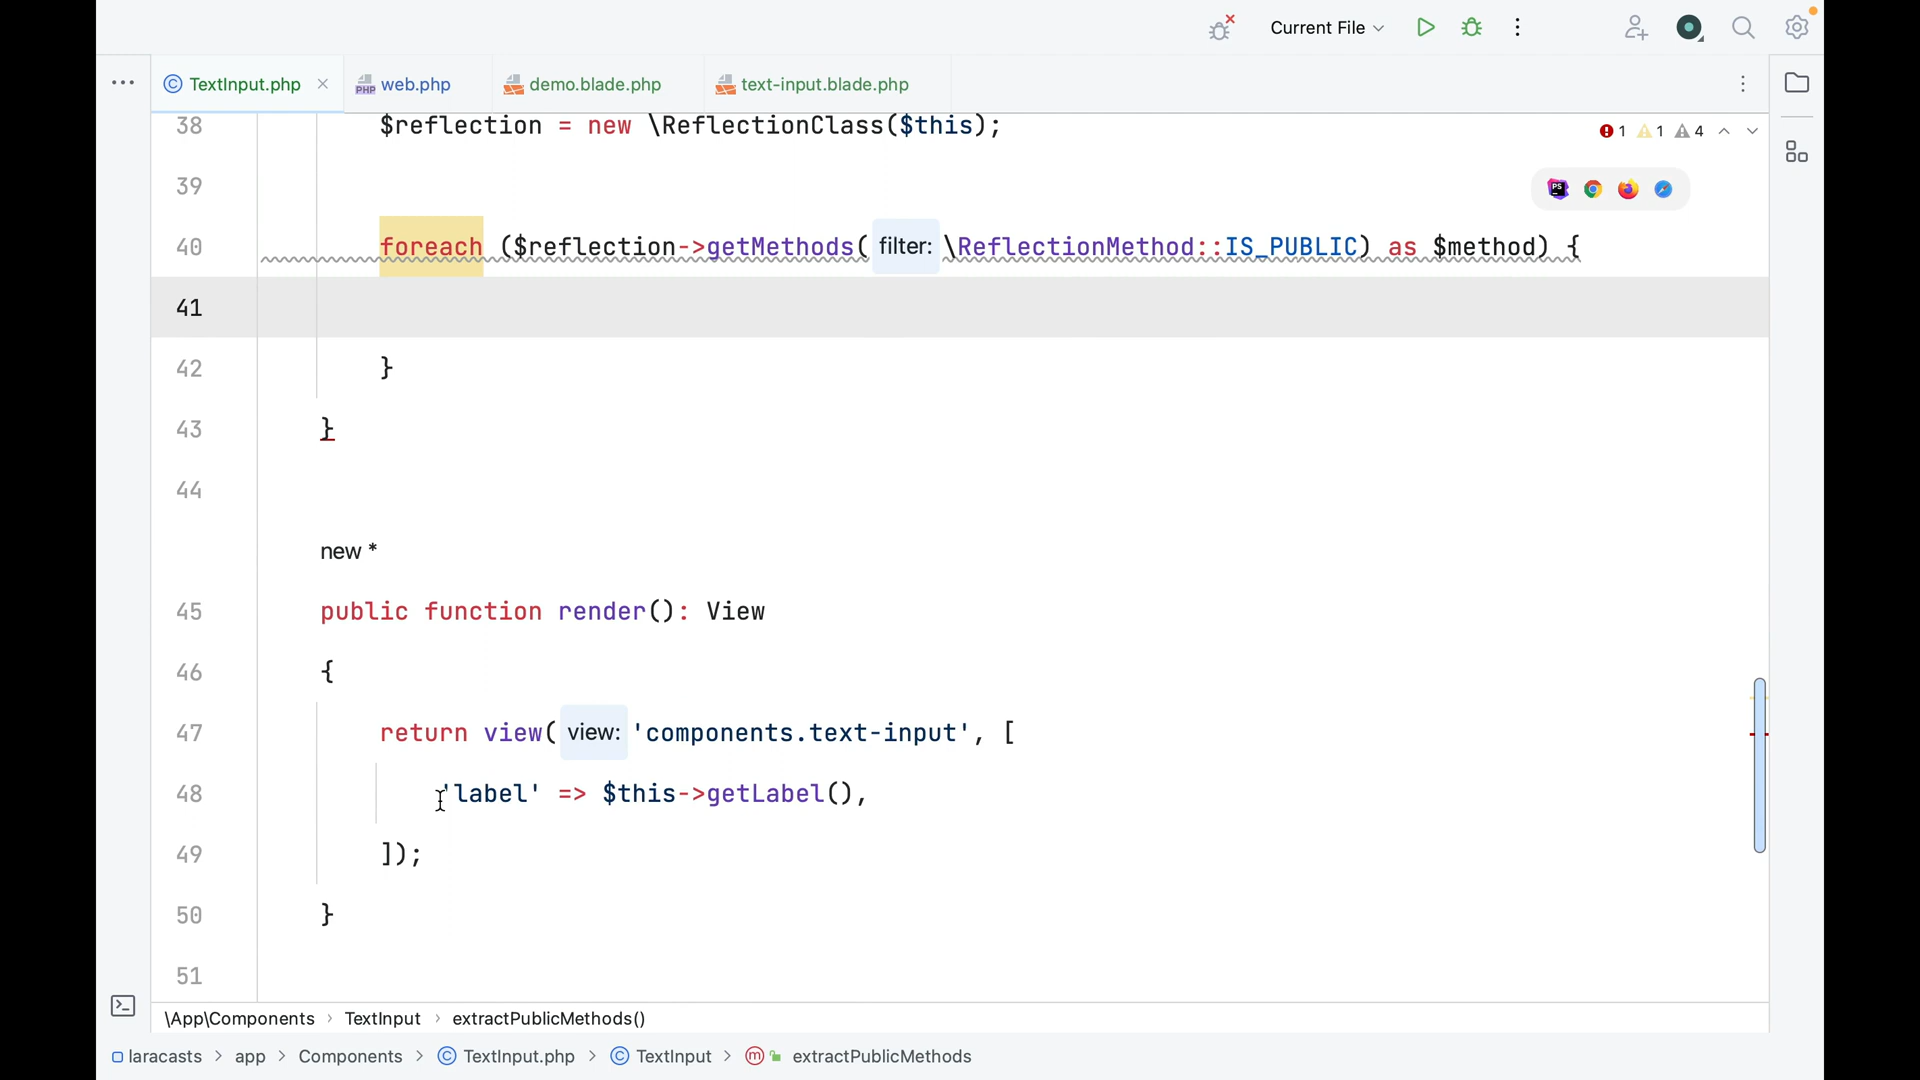 Current File
TextInput.php
web.php
demo.blade.php
text-input.blade.php
38 $reflection = new \ReflectionClass($this);
1 1 4
39
40 foreach ($reflection->getMethods( filter: \ReflectionMethod::IS_PUBLIC) as $method) {
41
42 }
43 }
44
new *
45 public function render(): View
46 {
47 return view( view: 'components.text-input', [
48 'label' => $this->getLabel(),
49 ]);
50 }
51
\App\Components › TextInput › extractPublicMethods()
laracasts > app > Components > TextInput.php > TextInput > extractPublicMethods